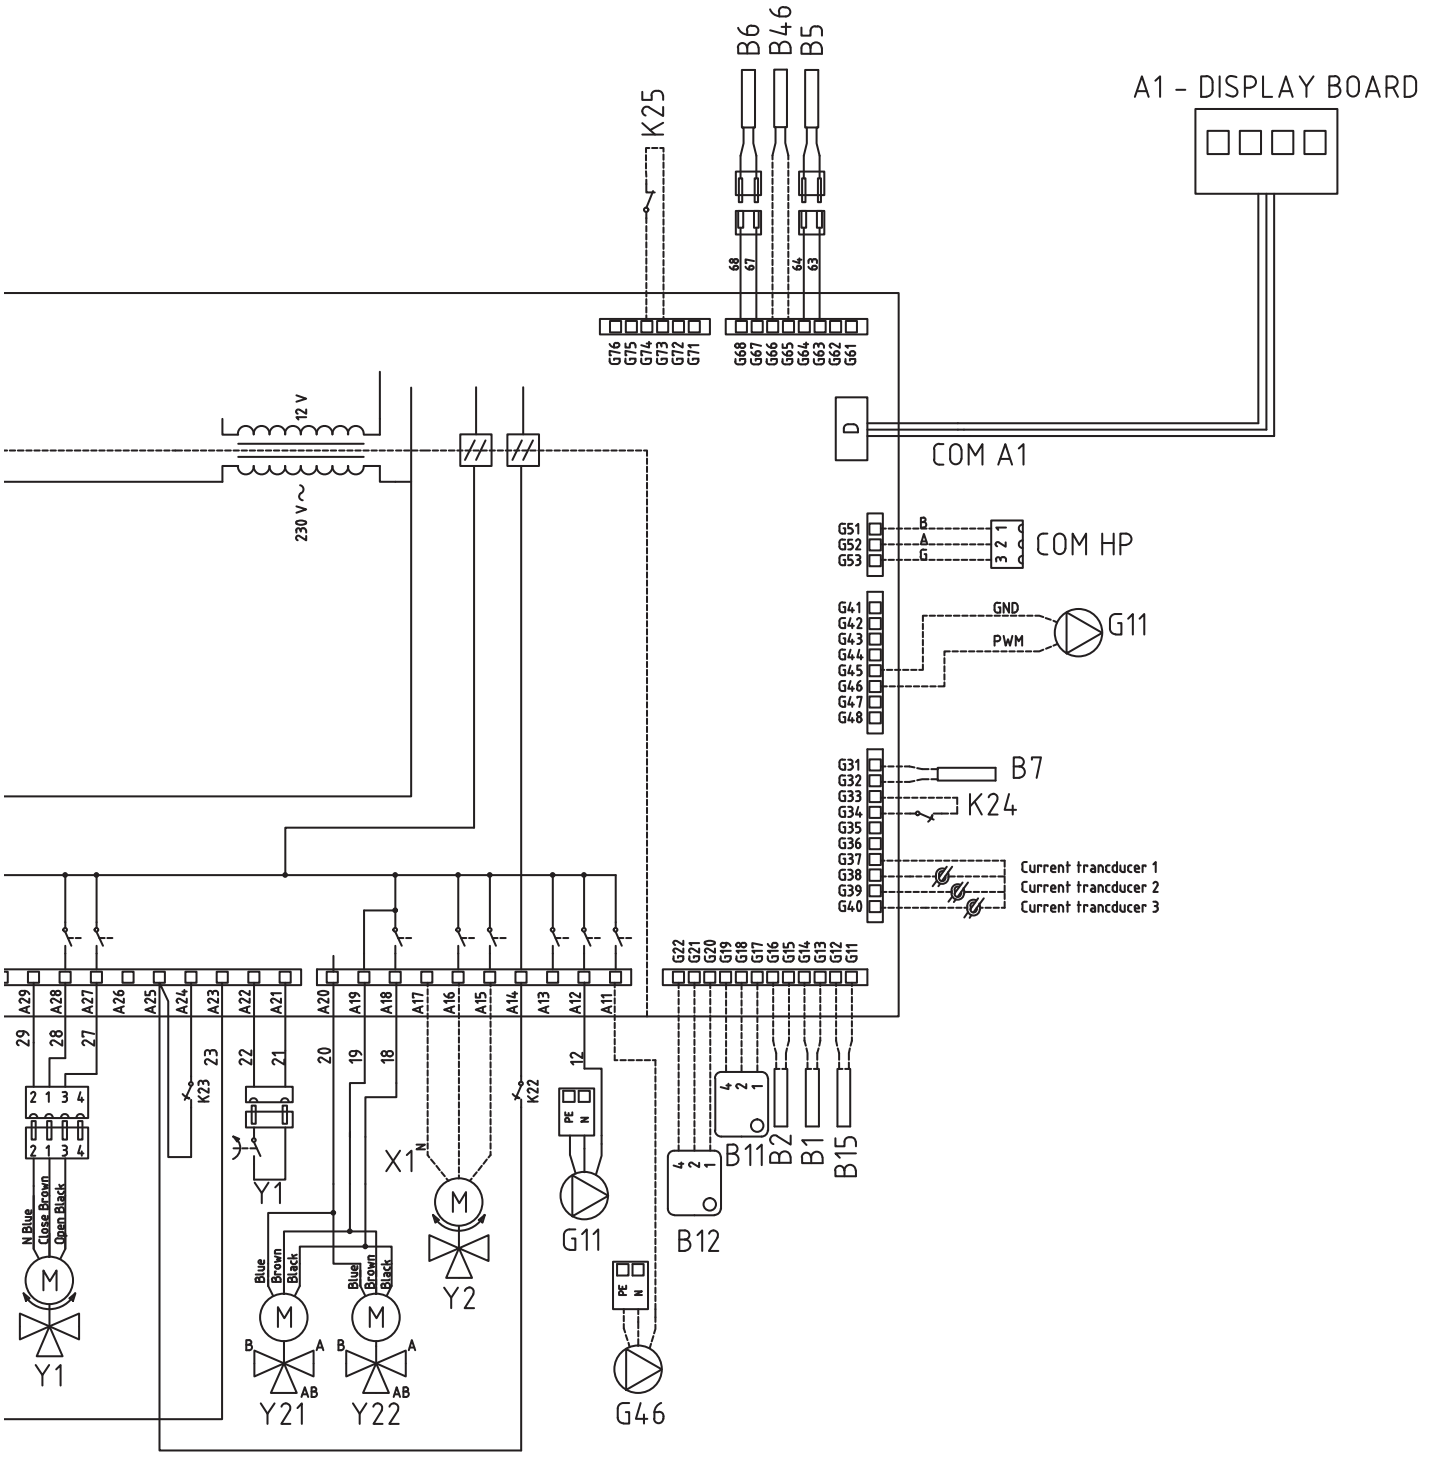 B6
B46
B5
K25
A1 - DISPLAY BOARD
68
67
64
63
G76
G75
G74
G73
G72
G71
G68
G67
G66
G65
G64
G63
G62
G61
12 V
230 V ~
D
COM A1
G51
G52
G53
B
A
G
1
2
3
COM HP
G41
G42
G43
G44
G45
G46
G47
G48
GND
PWM
G11
G31
G32
G33
G34
G35
G36
G37
G38
G39
G40
B7
K24
Current trancducer 1
Current trancducer 2
Current trancducer 3
G22
G21
G20
G19
G18
G17
G16
G15
G14
G13
G12
G11
A29
A28
A27
A26
A25
A24
A23
A22
A21
A20
A19
A18
A17
A16
A15
A14
A13
A12
A11
29
28
27
23
22
21
20
19
18
12
2 1 3 4
2 1 3 4
K23
K22
PE
N
4
2
1
4
2
1
Y1
X1
N
M
B11
B2
B1
B15
N Blue
Close Brown
Open Black
M
Y1
Blue
Brown
Black
Blue
Brown
Black
M
M
B
A
B
A
AB
AB
Y21
Y22
Y2
G11
B12
PE
N
G46